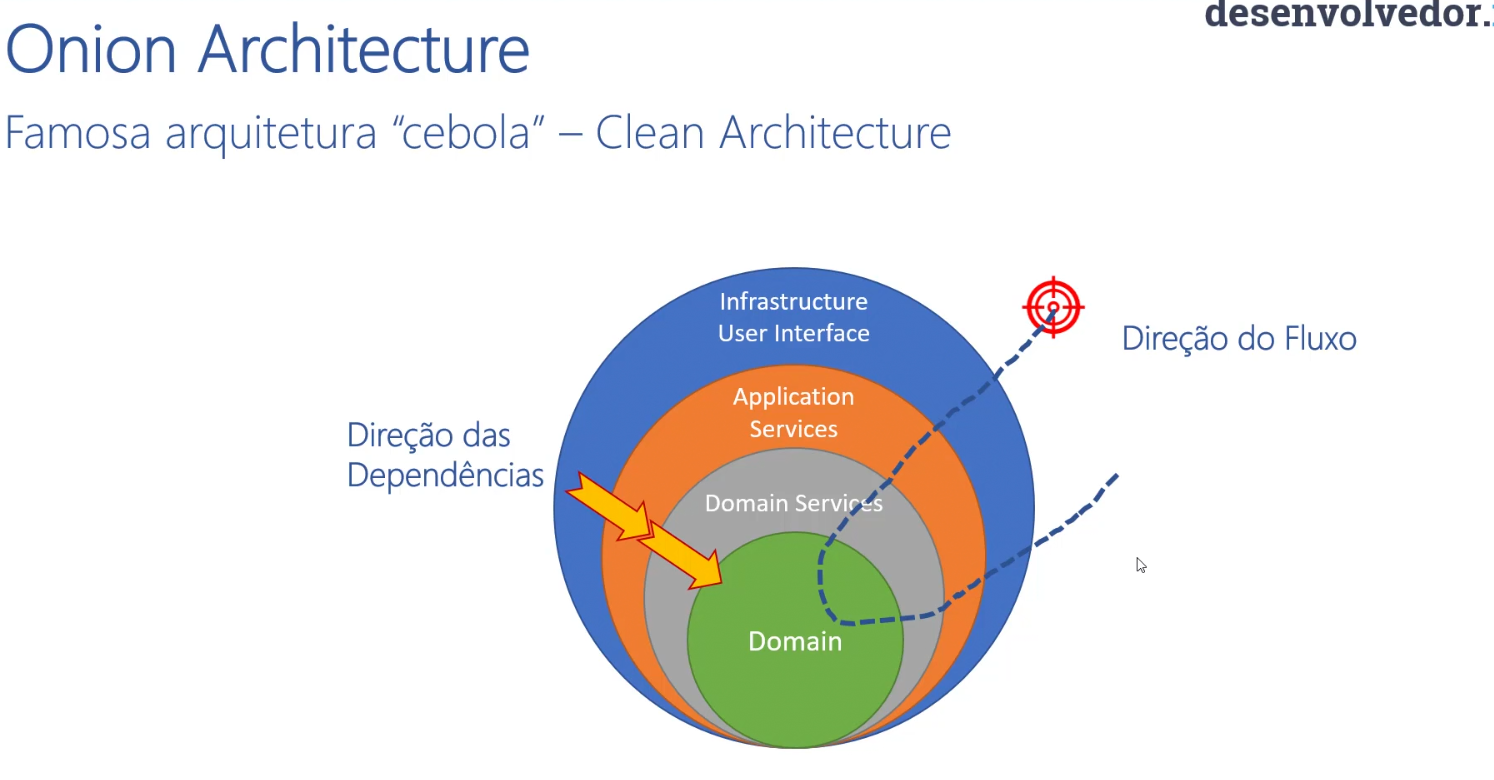 desenvolvedor.
Onion Architecture
Famosa arquitetura “cebola” – Clean Architecture
Infrastructure
User Interface
Direção do Fluxo
Application
Services
Direção das
Dependências
Domain Services
Domain